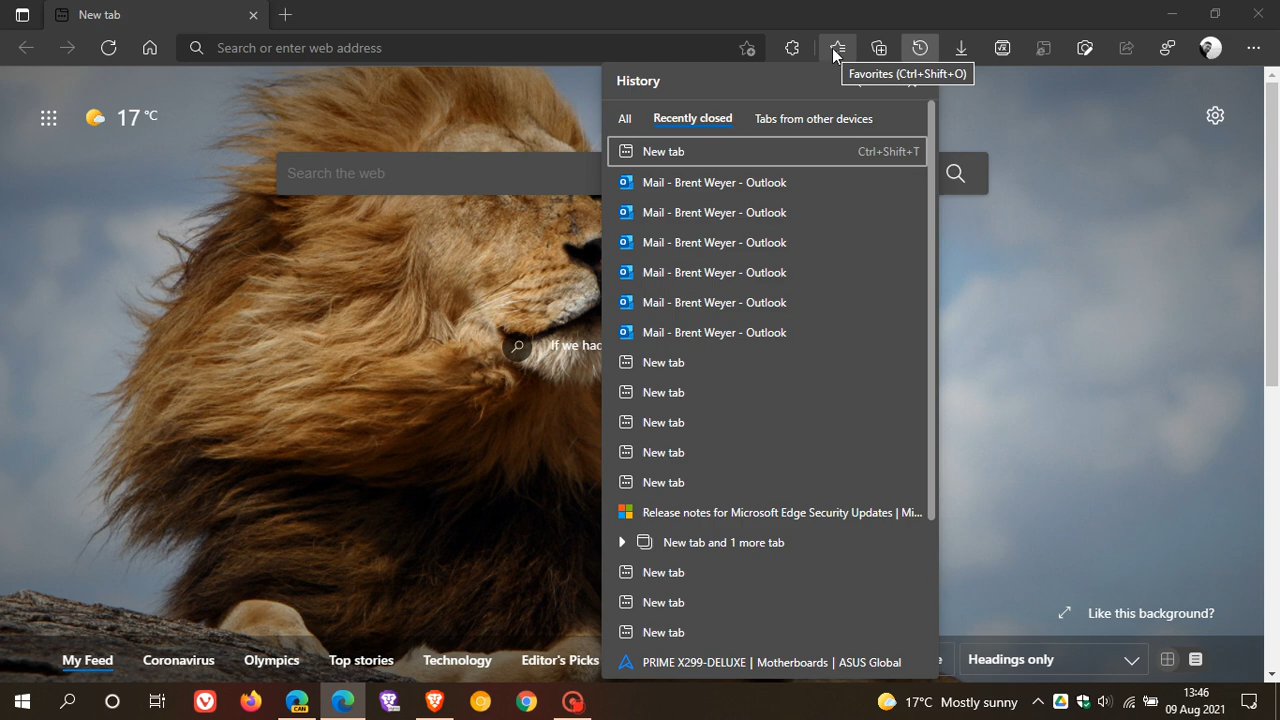 New tab
Search or enter web address
Favorites (Ctrl+Shift+O)
History
17 °C
All Recently closed Tabs from other devices
New tab Ctrl+Shift+T
Search the web
Mail - Brent Weyer - Outlook
Mail - Brent Weyer - Outlook
Mail - Brent Weyer - Outlook
Mail - Brent Weyer - Outlook
Mail - Brent Weyer - Outlook
Mail - Brent Weyer - Outlook
If we had
New tab
New tab
New tab
New tab
New tab
Release notes for Microsoft Edge Security Updates | Mi...
New tab and 1 more tab
New tab
New tab
New tab
PRIME X299-DELUXE | Motherboards | ASUS Global
Like this background?
My Feed Coronavirus Olympics Top stories Technology Editor's Picks
Headings only
CAN
17°C Mostly sunny
13:46
09 Aug 2021